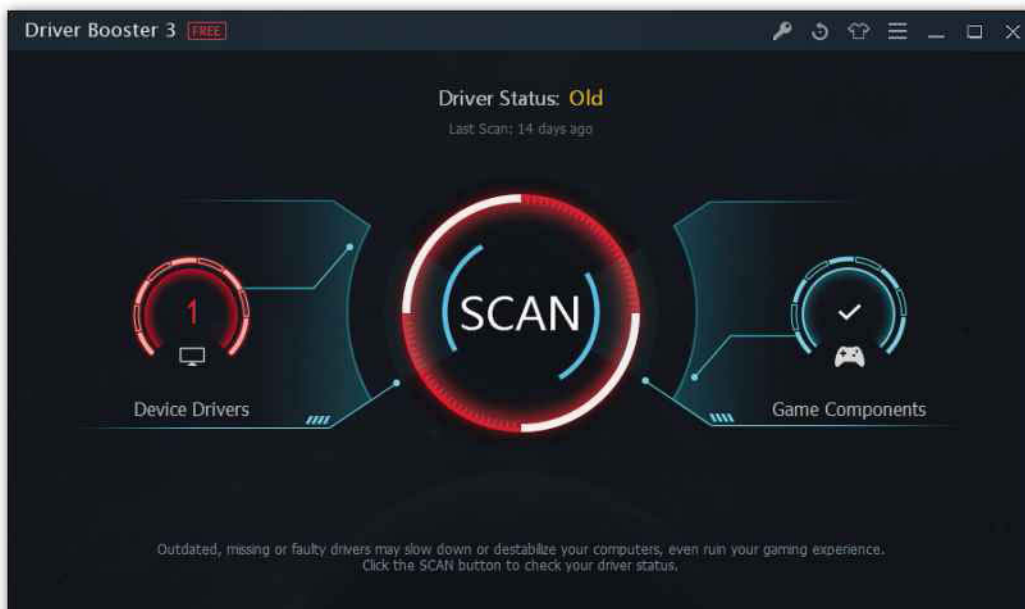 Driver Booster 3 FREE
Driver Status: Old
Last Scan: 14 days ago
1
SCAN
Device Drivers
Game Components
Outdated, missing or faulty drivers may slow down or destabilize your computers, even ruin your gaming experience.
Click the SCAN button to check your driver status.